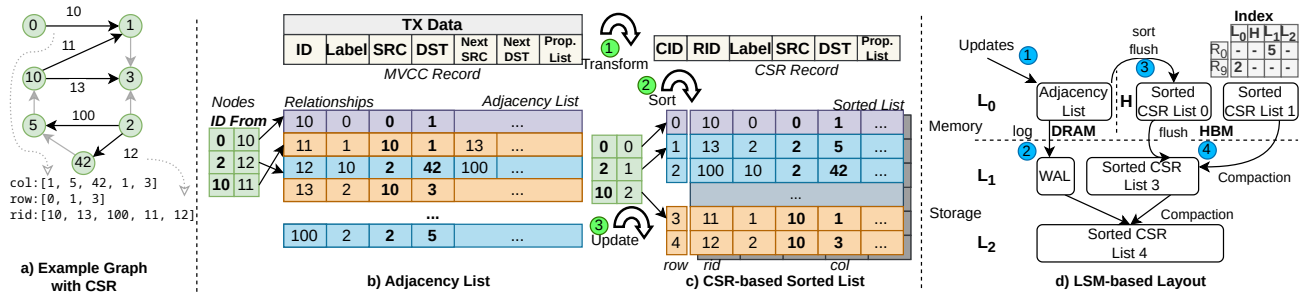 10
0
1
11
10
3
13
100
5
2
42
12
col:[1, 5, 42, 1, 3]
row:[0, 1, 3]
rid:[10, 13, 100, 11, 12]
a) Example Graph
with CSR
TX Data
ID Label SRC DST Next SRC Next DST Prop. List
MVCC Record
Nodes
ID From
0 10
2 12
10 11
Relationships
Adjacency List
10 0 0 1 ...
11 1 10 1 13 ...
12 10 2 42 100 ...
13 2 10 3 ...
...
100 2 2 5 ...
b) Adjacency List
1
Transform
2
Sort
3
Update
CID RID Label SRC DST Prop. List
CSR Record
Sorted List
0 0
2 1
10 2
0 10 0 0 1 ...
1 13 2 2 5 ...
2 100 10 2 42 ...
...
3 11 1 10 1 ...
4 12 2 10 3 ...
row rid col
c) CSR-based Sorted List
Index
L0 H L1 L2
R0 - - 5 -
R9 2 - - -
Updates
1
sort
flush
3
L0
Adjacency
List
H
Sorted
CSR List 0
Sorted
CSR List 1
Memory
log
DRAM
flush
HBM
2
4
L1
WAL
Sorted CSR
List 3
Compaction
Storage
Compaction
L2
Sorted CSR
List 4
d) LSM-based Layout